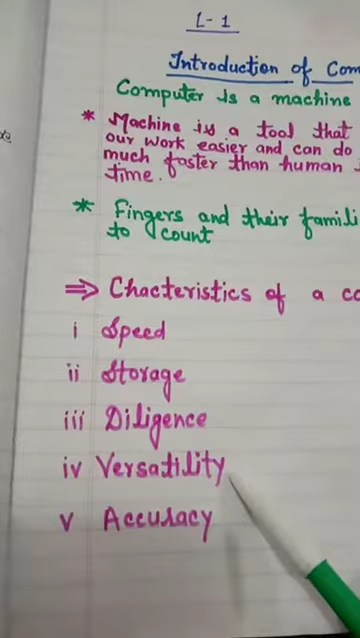 L-1
Introduction of Com
Computer is a machine
* Machine is a tool that
our work easier and can do
much faster than human
time.
* Fingers and their famili
to count
⇒ Chacteristics of a co
i Speed
ii Storage
iii Diligence
iv Versatility
v Accuracy